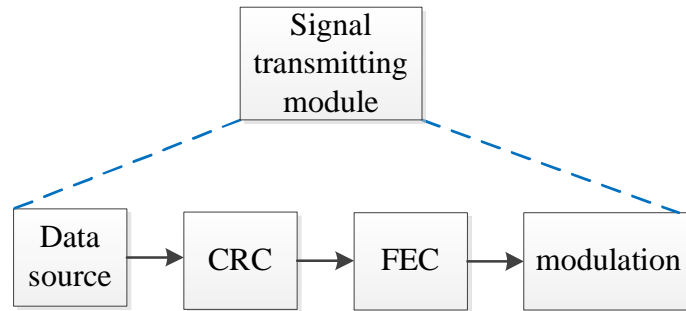 Signal
transmitting
module
Data
source
CRC
FEC
modulation